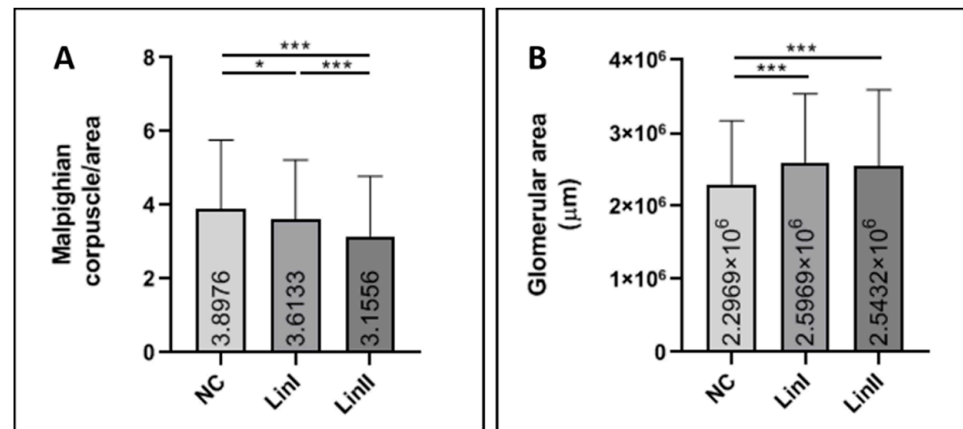 A
Malpighian
corpuscle/area
8
6
4
2
0
***
*
***
3.8976
3.6133
3.1556
NC
LinI
LinII
B
Glomerular area
(μm)
4×10⁶
3×10⁶
2×10⁶
1×10⁶
0
***
***
2.2969×10⁶
2.5969×10⁶
2.5432×10⁶
NC
LinI
LinII